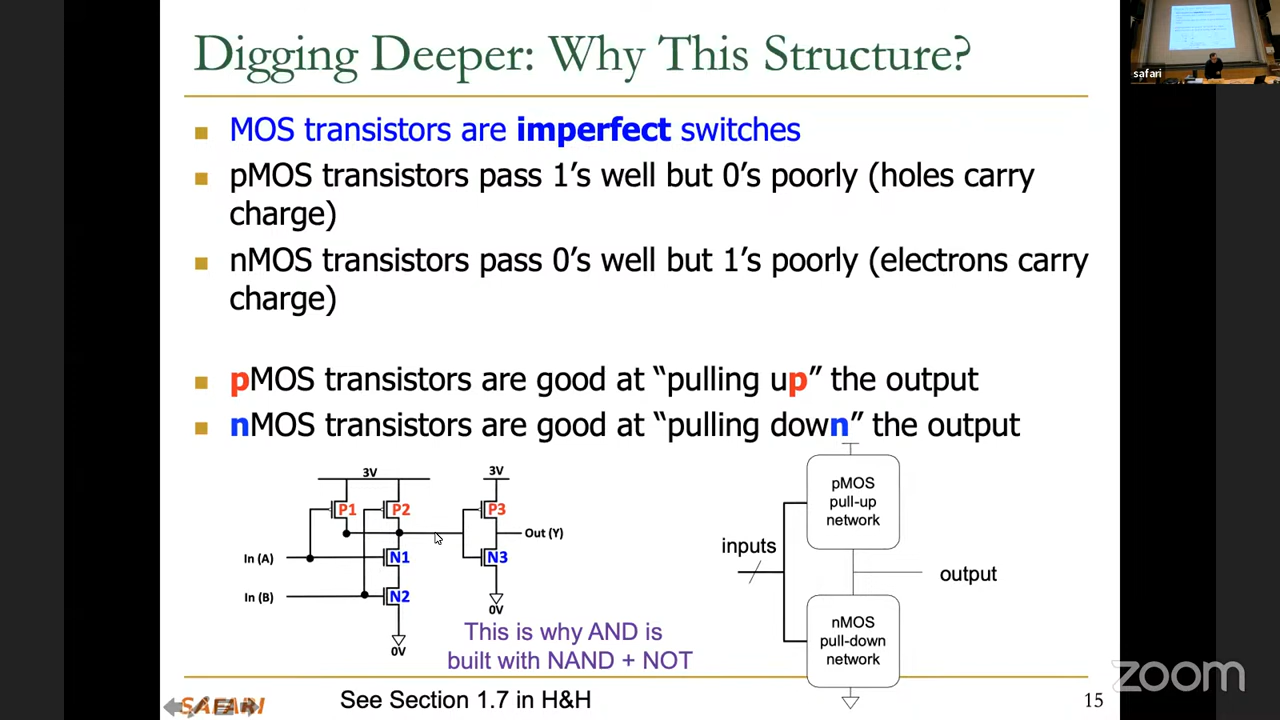 Digging Deeper: Why This Structure?
safari
MOS transistors are imperfect switches
pMOS transistors pass 1's well but 0's poorly (holes carry
charge)
nMOS transistors pass 0's well but 1's poorly (electrons carry
charge)
pMOS transistors are good at “pulling up” the output
nMOS transistors are good at “pulling down” the output
3V
3V
P1
P2
P3
Out (Y)
In (A)
N1
N3
In (B)
N2
0V
0V
This is why AND is
built with NAND + NOT
pMOS
pull-up
network
inputs
output
nMOS
pull-down
network
SAFARI
See Section 1.7 in H&H
15
zoom